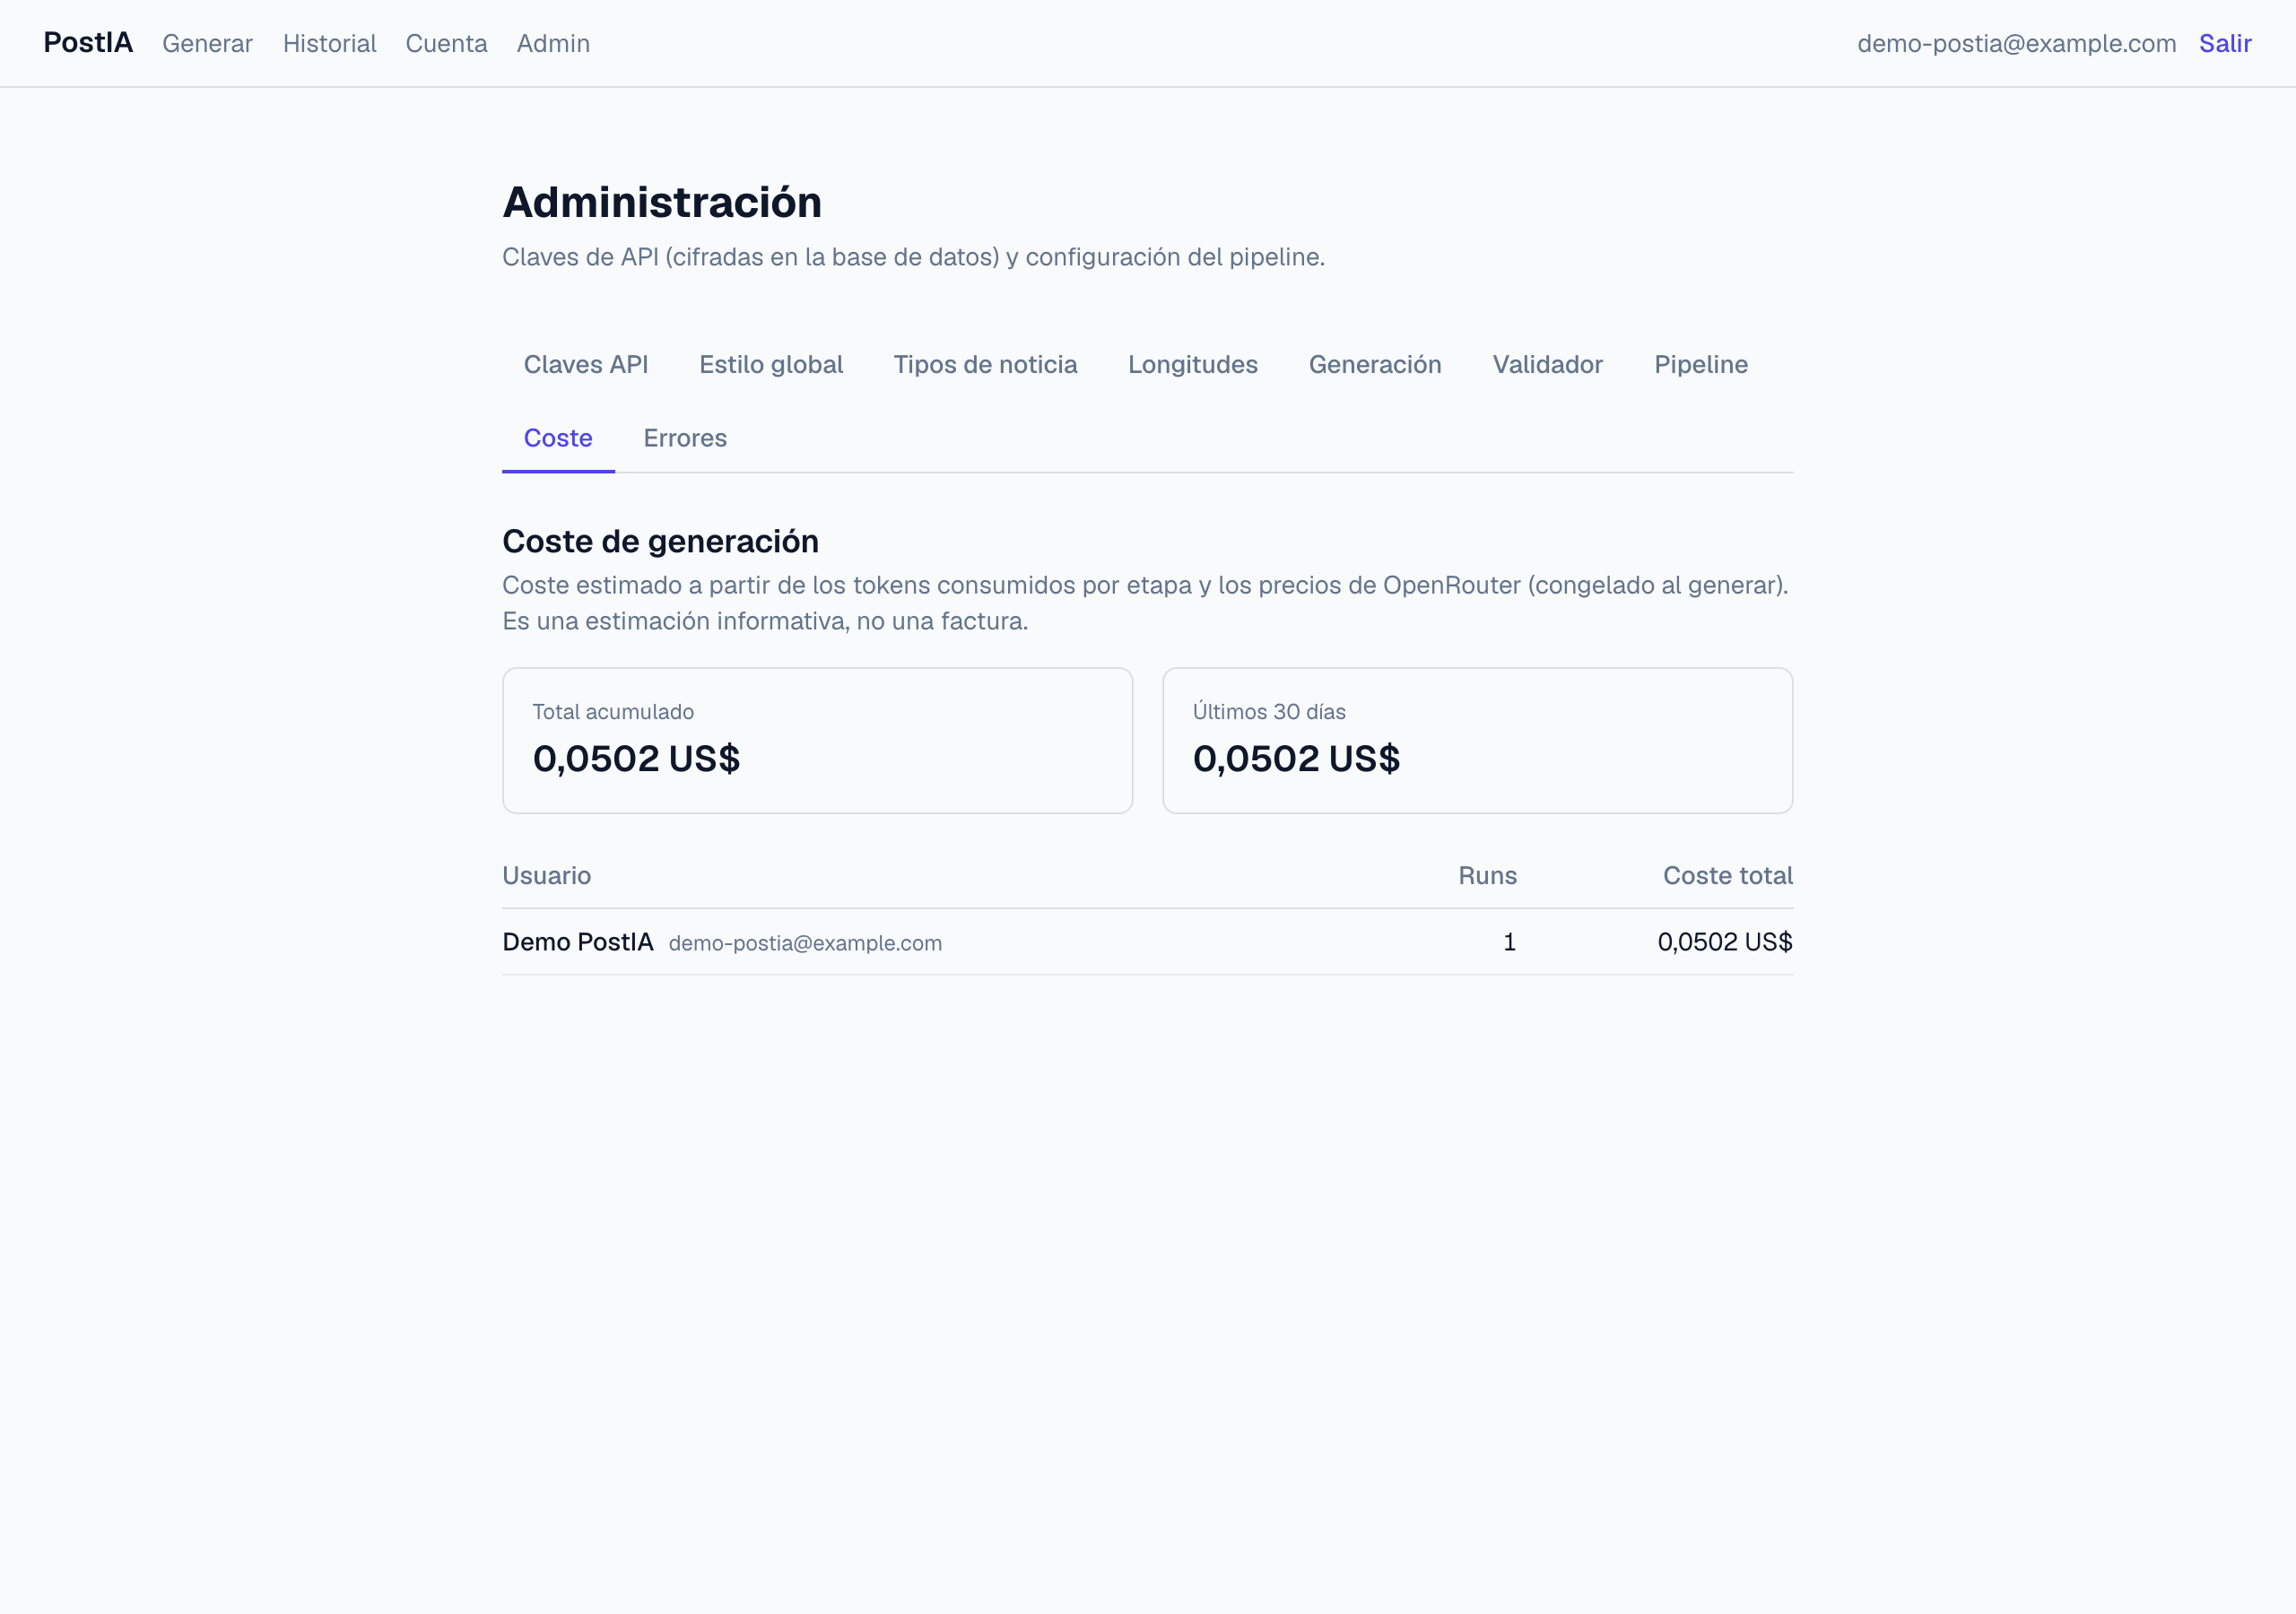 PostIA Generar Historial Cuenta Admin demo-postia@example.com Salir
Administración
Claves de API (cifradas en la base de datos) y configuración del pipeline.
Claves API Estilo global Tipos de noticia Longitudes Generación Validador Pipeline
Coste Errores
Coste de generación
Coste estimado a partir de los tokens consumidos por etapa y los precios de OpenRouter (congelado al generar).
Es una estimación informativa, no una factura.
Total acumulado Últimos 30 días
0,0502 US$ 0,0502 US$
Usuario Runs Coste total
Demo PostIA demo-postia@example.com 1 0,0502 US$